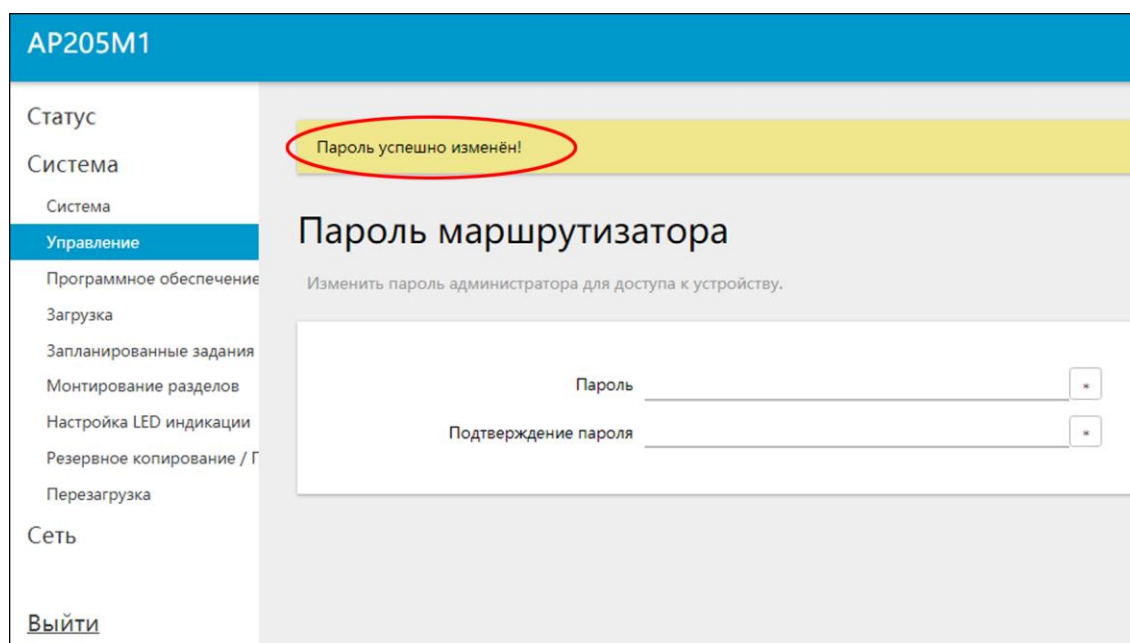 AP205M1
Статус
Система
Система
Управление
Программное обеспечение
Загрузка
Запланированные задания
Монтирование разделов
Настройка LED индикации
Резервное копирование / Г
Перезагрузка
Сеть
Выйти
Пароль успешно изменён!
Пароль маршрутизатора
Изменить пароль администратора для доступа к устройству.
Пароль *
Подтверждение пароля *